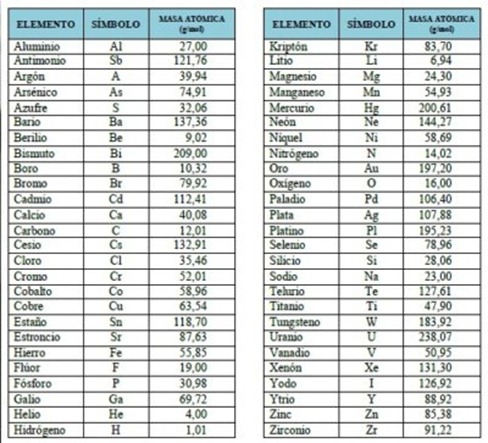 ELEMENTO SÍMBOLO MASA ATÓMICA (g/mol)
Aluminio Al 27,00
Antimonio Sb 121,76
Argón A 39,94
Arsénico As 74,91
Azufre S 32,06
Bario Ba 137,36
Berilio Be 9,02
Bismuto Bi 209,00
Boro B 10,32
Bromo Br 79,92
Cadmio Cd 112,41
Calcio Ca 40,08
Carbono C 12,01
Cesio Cs 132,91
Cloro Cl 35,46
Cromo Cr 52,01
Cobalto Co 58,96
Cobre Cu 63,54
Estaño Sn 118,70
Estroncio Sr 87,63
Hierro Fe 55,85
Flúor F 19,00
Fósforo P 30,98
Galio Ga 69,72
Helio He 4,00
Hidrógeno H 1,01
ELEMENTO SÍMBOLO MASA ATÓMICA (g/mol)
Kriptón Kr 83,70
Litio Li 6,94
Magnesio Mg 24,30
Manganeso Mn 54,93
Mercurio Hg 200,61
Neón Ne 144,27
Níquel Ni 58,69
Nitrógeno N 14,02
Oro Au 197,20
Oxígeno O 16,00
Paladio Pd 106,40
Plata Ag 107,88
Platino Pl 195,23
Selenio Se 78,96
Silicio Si 28,06
Sodio Na 23,00
Telurio Te 127,61
Titanio Ti 47,90
Tungsteno W 183,92
Uranio U 238,07
Vanadio V 50,95
Xenón Xe 131,30
Yodo I 126,92
Ytrio Y 88,92
Zinc Zn 85,38
Zirconio Zr 91,22